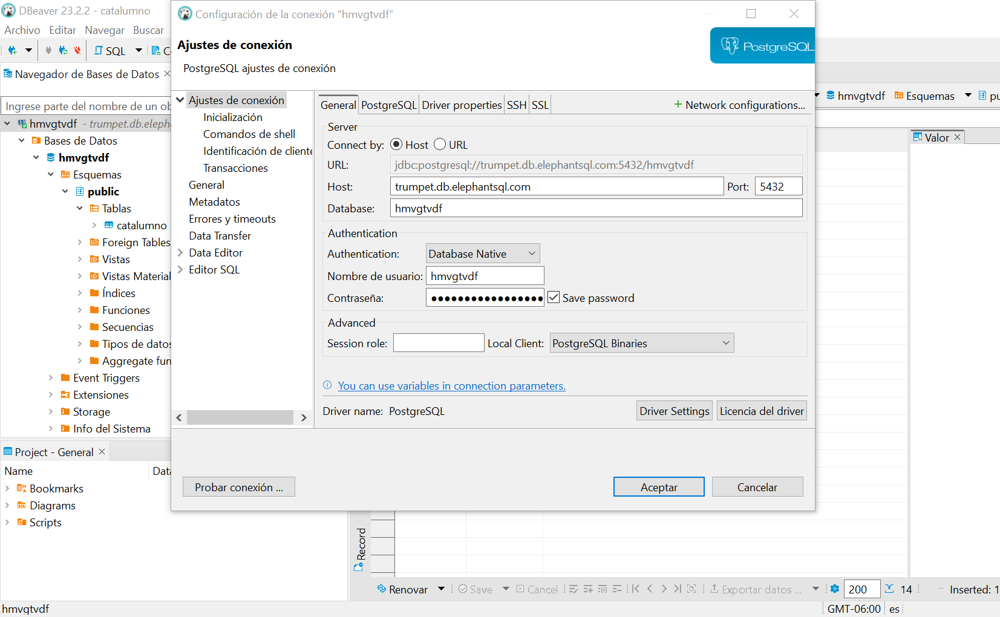 DBeaver 23.2.2 - catalumno
Archivo Editar Navegar Buscar
SQL
Navegador de Bases de Datos
Ingrese parte del nombre de un
hmvgtvdf - trumpet.db.eleph
Bases de Datos
hmvgtvdf
Esquemas
public
Tablas
catalumno
Foreign Tables
Vistas
Vistas Material
Índices
Funciones
Secuencias
Tipos de datos
Aggregate fun
Event Triggers
Extensiones
Storage
Info del Sistema
Project - General
Name Data
Bookmarks
Diagrams
Scripts
hmvgtvdf
Configuración de la conexión "hmvgtvdf"
Ajustes de conexión
PostgreSQL ajustes de conexión
PostgreSQL
Ajustes de conexión
Inicialización
Comandos de shell
Identificación de cliente
Transacciones
General
Metadatos
Errores y timeouts
Data Transfer
Data Editor
Editor SQL
General PostgreSQL Driver properties SSH SSL Network configurations...
Server
Connect by: Host URL
URL: jdbc:postgresql://trumpet.db.elephantsql.com:5432/hmvgtvdf
Host: trumpet.db.elephantsql.com Port: 5432
Database: hmvgtvdf
Authentication
Authentication: Database Native
Nombre de usuario: hmvgtvdf
Contraseña: ●●●●●●●●●●●●●●●●● Save password
Advanced
Session role: Local Client: PostgreSQL Binaries
You can use variables in connection parameters.
Driver name: PostgreSQL Driver Settings Licencia del driver
Probar conexión ... Aceptar Cancelar
hmvgtvdf Esquemas pu
Valor
Record
Renovar Save Cancel Exportar datos ... 200 14 Inserted: 1
GMT-06:00 es